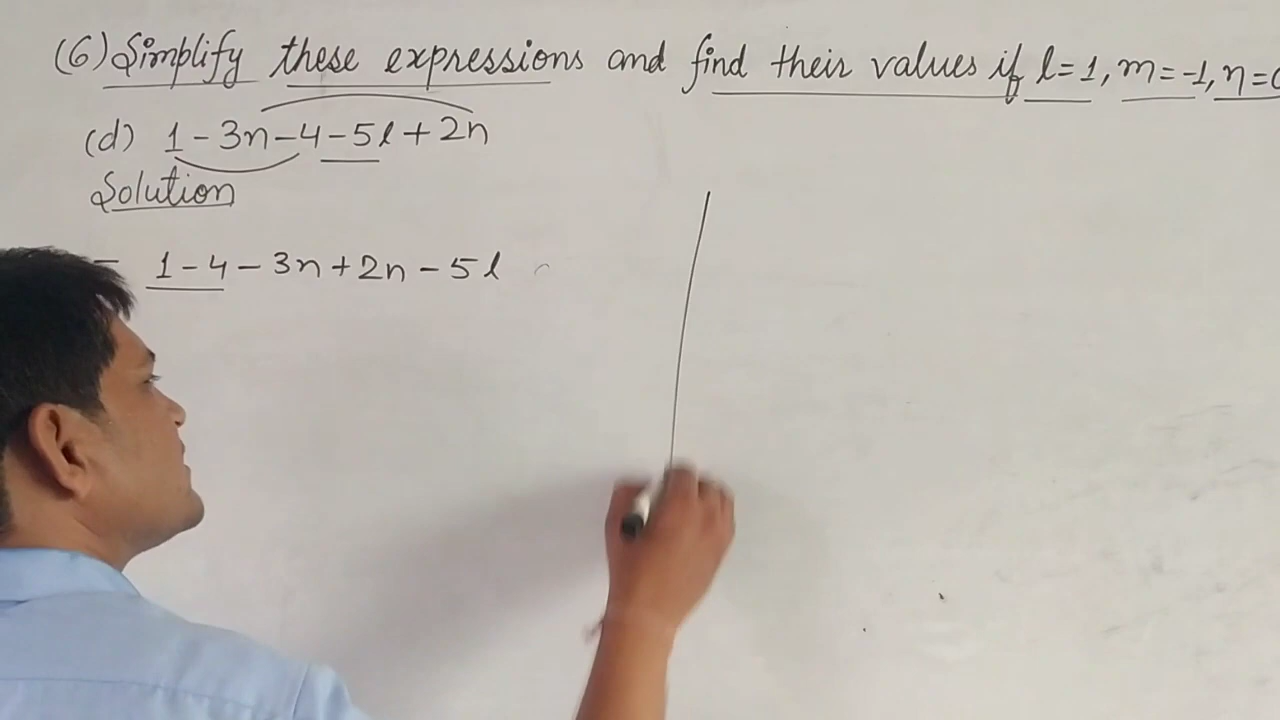 (6) Simplify these expressions and find their values if l=1, m=-1, n=0
(d) 1-3n-4-5l+2n
Solution
= 1-4-3n+2n-5l